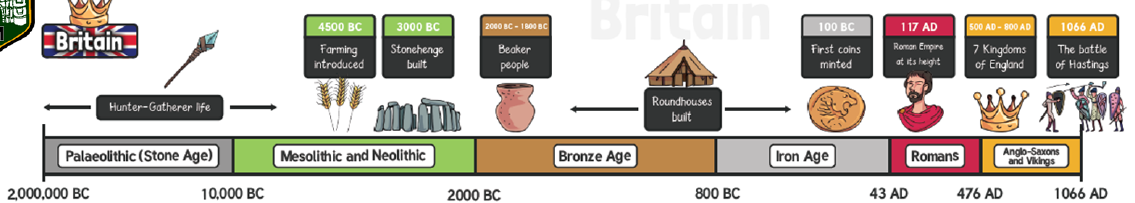 Britain
Britain
4500 BC
Farming
introduced
3000 BC
Stonehenge
built
2000 BC - 1800 BC
Beaker
people
100 BC
First coins
minted
117 AD
Roman Empire
at its height
500 AD - 800 AD
7 Kingdoms
of England
1066 AD
The battle
of Hastings
Hunter-Gatherer life
Roundhouses
built
Palaeolithic (Stone Age)
Mesolithic and Neolithic
Bronze Age
Iron Age
Romans
Anglo-Saxons
and Vikings
2,000,000 BC
10,000 BC
2000 BC
800 BC
43 AD
476 AD
1066 AD